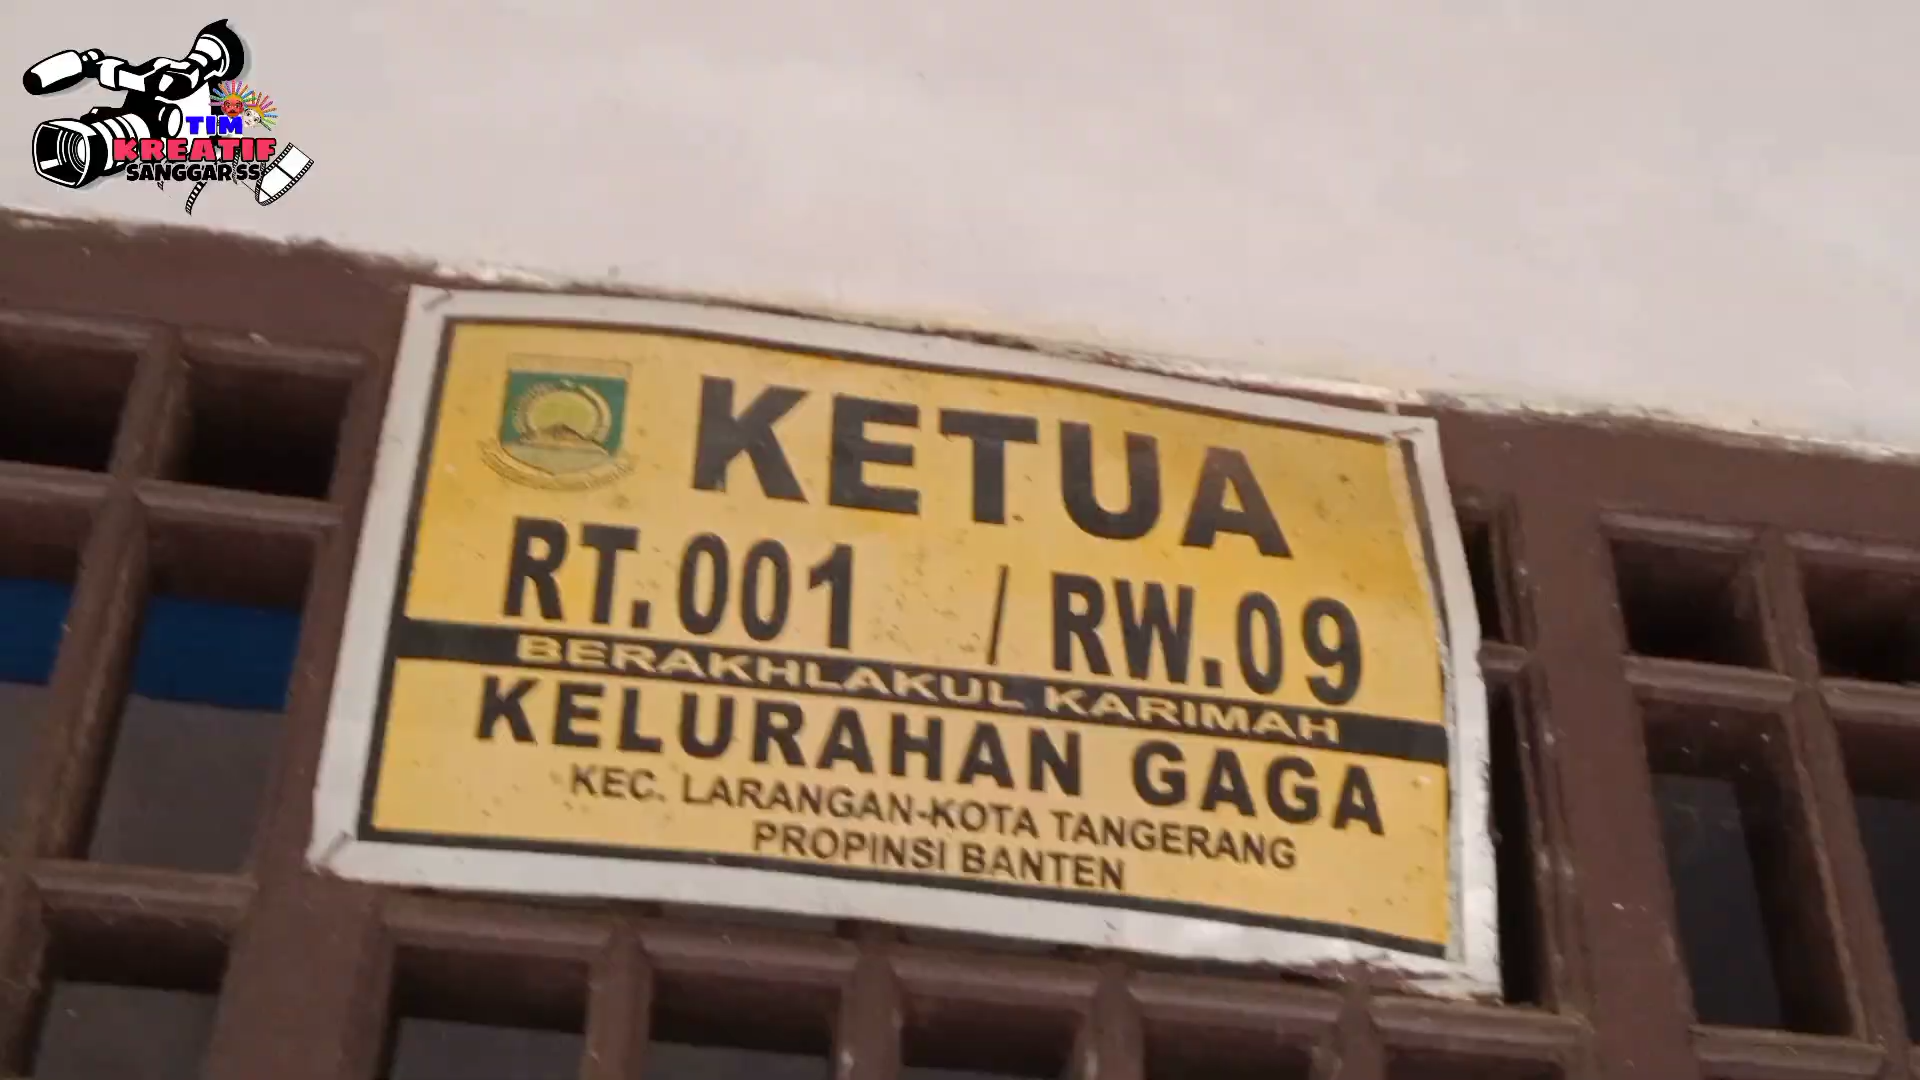 TIM
KREATIF
SANGGAR SS
KETUA
RT.001 / RW.09
BERAKHLAKUL KARIMAH
KELURAHAN GAGA
KEC. LARANGAN-KOTA TANGERANG
PROPINSI BANTEN